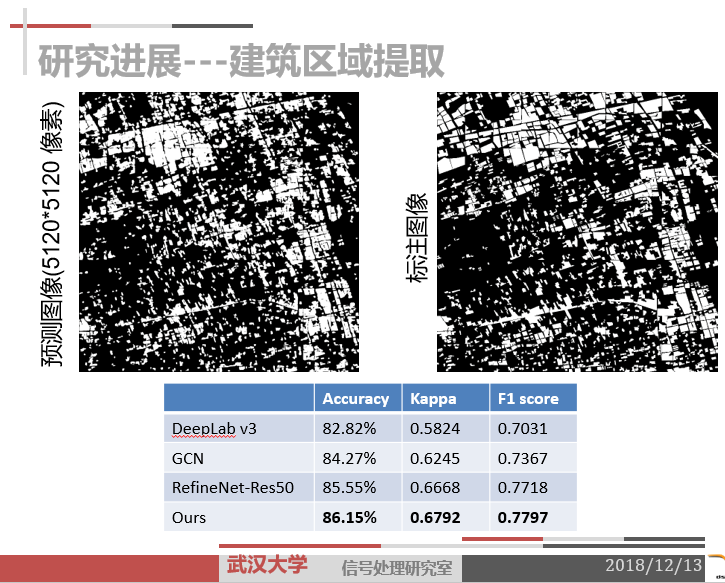 研究进展---建筑区域提取
预测图像(5120*5120 像素)
标注图像
Accuracy Kappa F1 score
DeepLab v3 82.82% 0.5824 0.7031
GCN 84.27% 0.6245 0.7367
RefineNet-Res50 85.55% 0.6668 0.7718
Ours 86.15% 0.6792 0.7797
武汉大学 信号处理研究室 2018/12/13